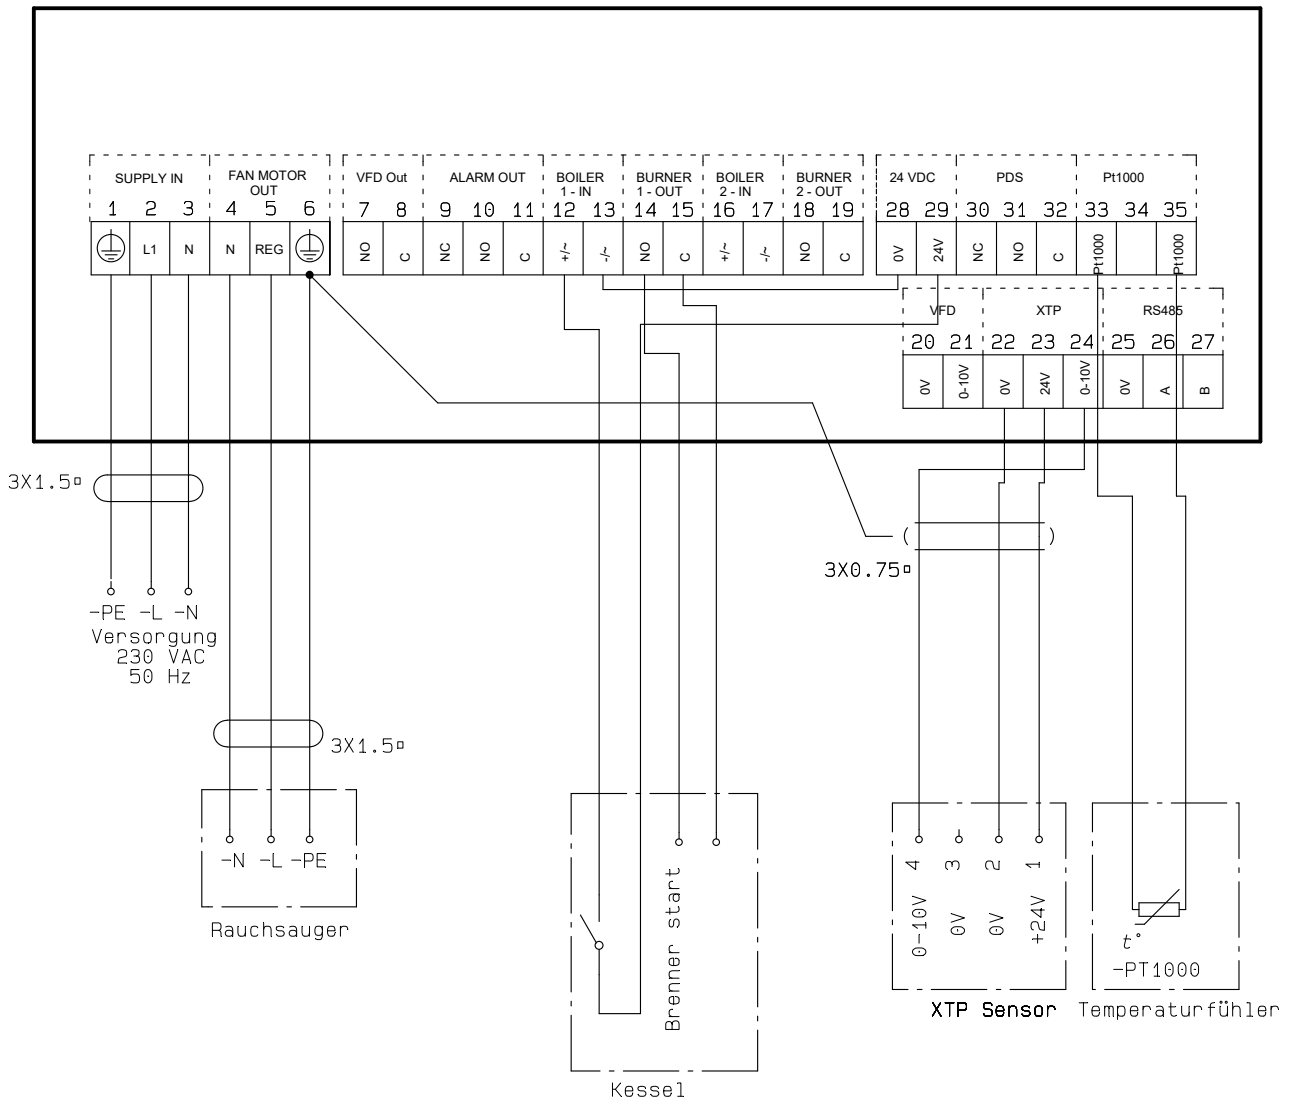 SUPPLY IN
FAN MOTOR
OUT
VFD Out
ALARM OUT
BOILER
1 - IN
BURNER
1 - OUT
BOILER
2 - IN
BURNER
2 - OUT
24 VDC
PDS
Pt1000
1 2 3 4 5 6 7 8 9 10 11 12 13 14 15 16 17 18 19 28 29 30 31 32 33 34 35
L1 N N REG NO C NC NO C +/~ -/~ NO C +/~ -/~ NO C 0V 24V NC NO C Pt1000 Pt1000
VFD
XTP
RS485
20 21 22 23 24 25 26 27
0V 0-10V 0V 24V 0-10V 0V A B
3X1.5▫
3X0.75▫
-PE -L -N
Versorgung
230 VAC
50 Hz
3X1.5▫
-N -L -PE
Rauchsauger
Brenner start
Kessel
4 3 2 1
0-10V 0V 0V +24V
XTP Sensor
t°
-PT1000
Temperaturfühler